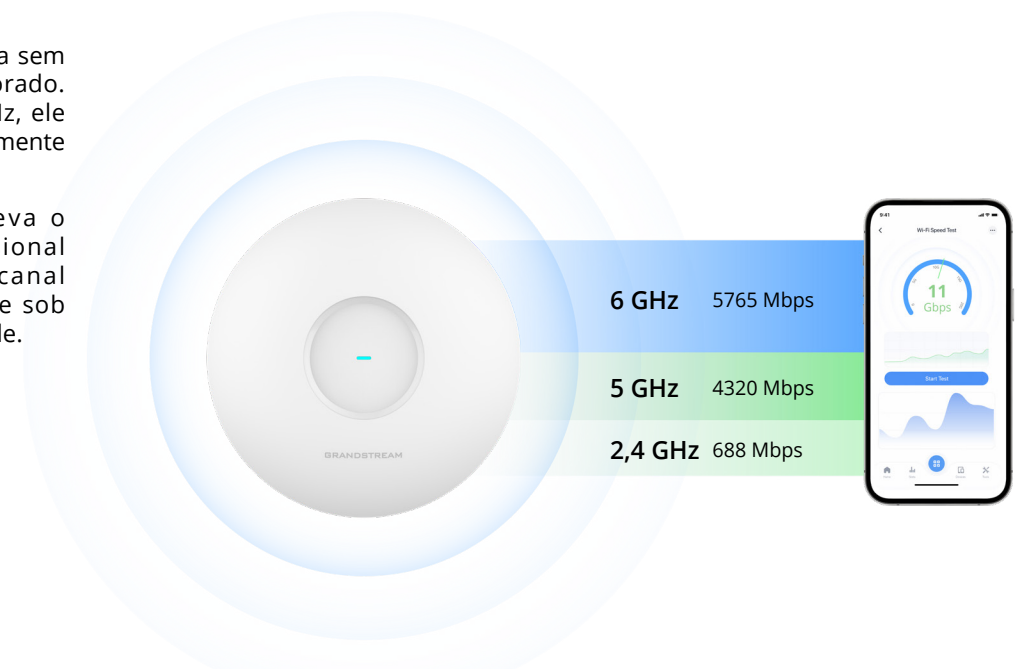 a sem
orado.
Hz, ele
mente
eva o
ional
canal
e sob
le.
GRANDSTREAM
6 GHz 5765 Mbps
5 GHz 4320 Mbps
2,4 GHz 688 Mbps
9:41
Wi-Fi Speed Test
11
Gbps
Start Test